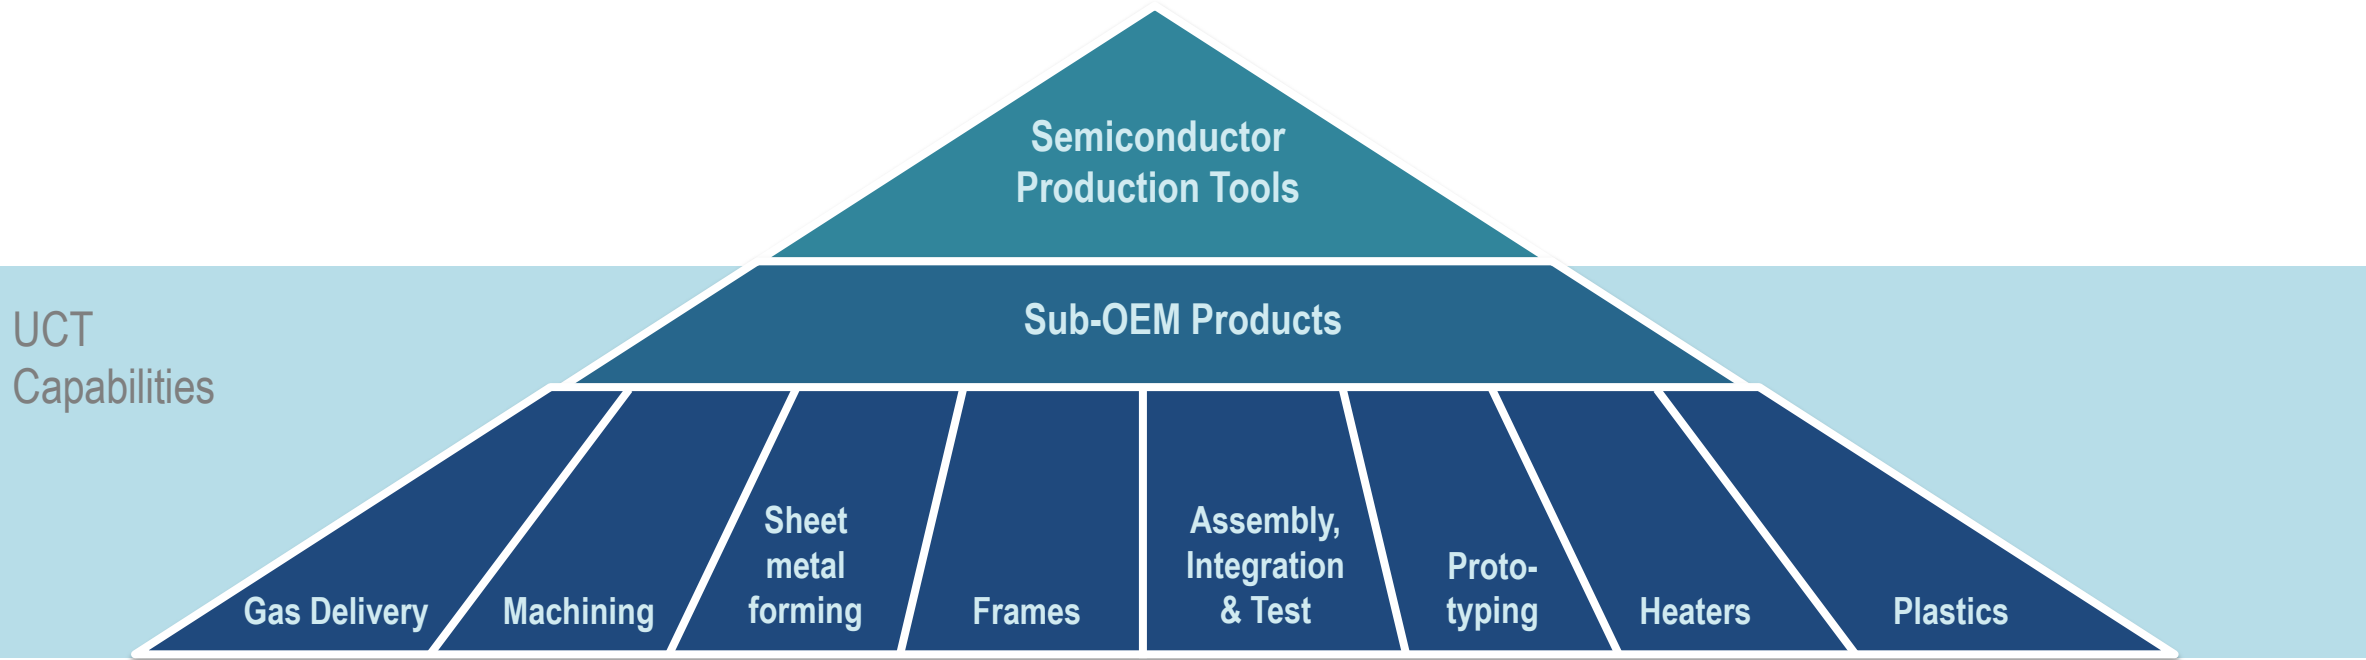 Semiconductor
Production Tools
UCT
Capabilities
Sub-OEM Products
Gas Delivery
Machining
Sheet
metal
forming
Frames
Assembly,
Integration
& Test
Proto-
typing
Heaters
Plastics